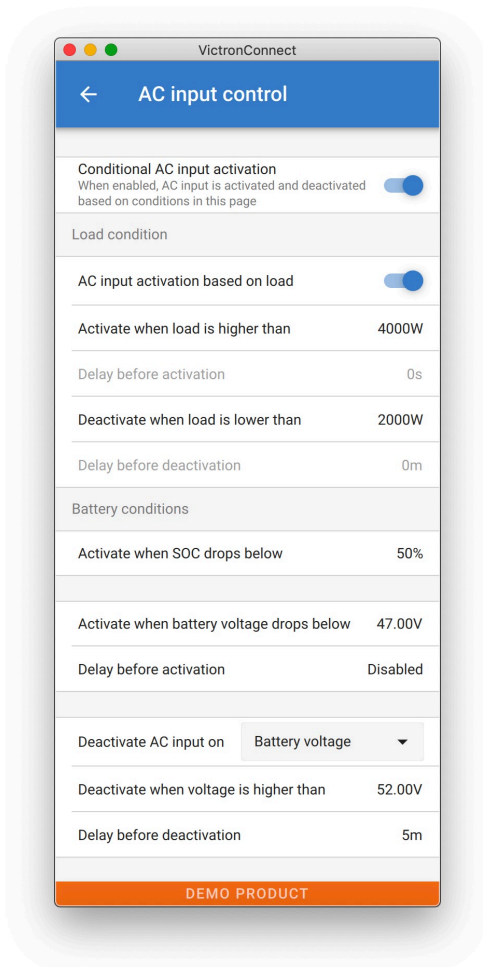 VictronConnect
AC input control
Conditional AC input activation
When enabled, AC input is activated and deactivated
based on conditions in this page
Load condition
AC input activation based on load
Activate when load is higher than 4000W
Delay before activation 0s
Deactivate when load is lower than 2000W
Delay before deactivation 0m
Battery conditions
Activate when SOC drops below 50%
Activate when battery voltage drops below 47.00V
Delay before activation Disabled
Deactivate AC input on Battery voltage
Deactivate when voltage is higher than 52.00V
Delay before deactivation 5m
DEMO PRODUCT